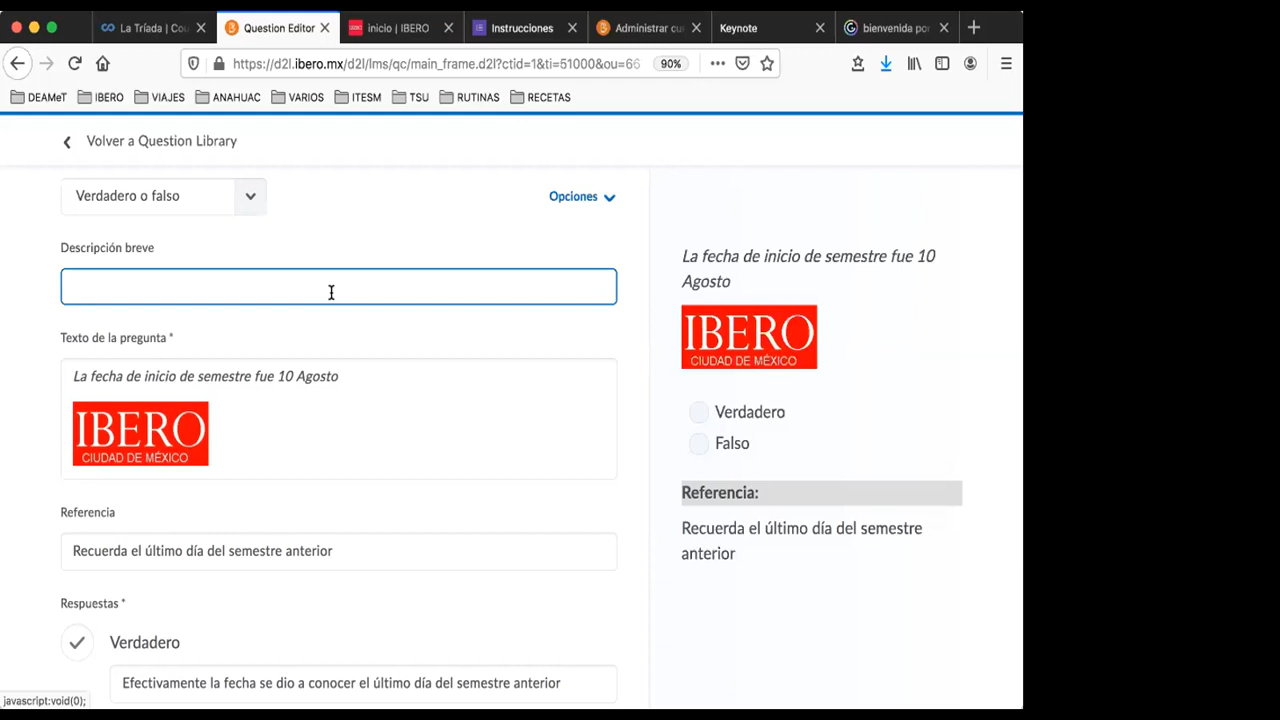 La Tríada | Cou
Question Editor
inicio | IBERO
Instrucciones
Administrar cu
Keynote
bienvenida po
https://d2l.ibero.mx/d2l/lms/qc/main_frame.d2l?ctid=1&ti=51000&ou=66
90%
DEAMeT
IBERO
VIAJES
ANAHUAC
VARIOS
ITESM
TSU
RUTINAS
RECETAS
Volver a Question Library
Verdadero o falso
Opciones
Descripción breve
Texto de la pregunta *
La fecha de inicio de semestre fue 10 Agosto
IBERO
CIUDAD DE MÉXICO
Referencia
Recuerda el último día del semestre anterior
Respuestas *
Verdadero
Efectivamente la fecha se dio a conocer el último día del semestre anterior
La fecha de inicio de semestre fue 10
Agosto
IBERO
CIUDAD DE MÉXICO
Verdadero
Falso
Referencia:
Recuerda el último día del semestre
anterior
javascript:void(0);